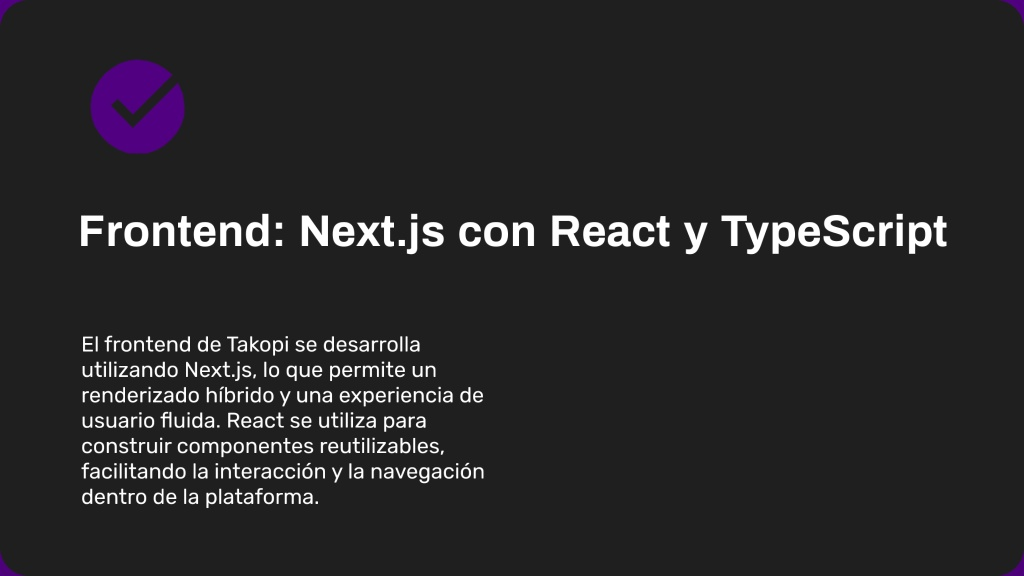 Frontend: Next.js con React y TypeScript
El frontend de Takopi se desarrolla
utilizando Next.js, lo que permite un
renderizado híbrido y una experiencia de
usuario fluida. React se utiliza para
construir componentes reutilizables,
facilitando la interacción y la navegación
dentro de la plataforma.